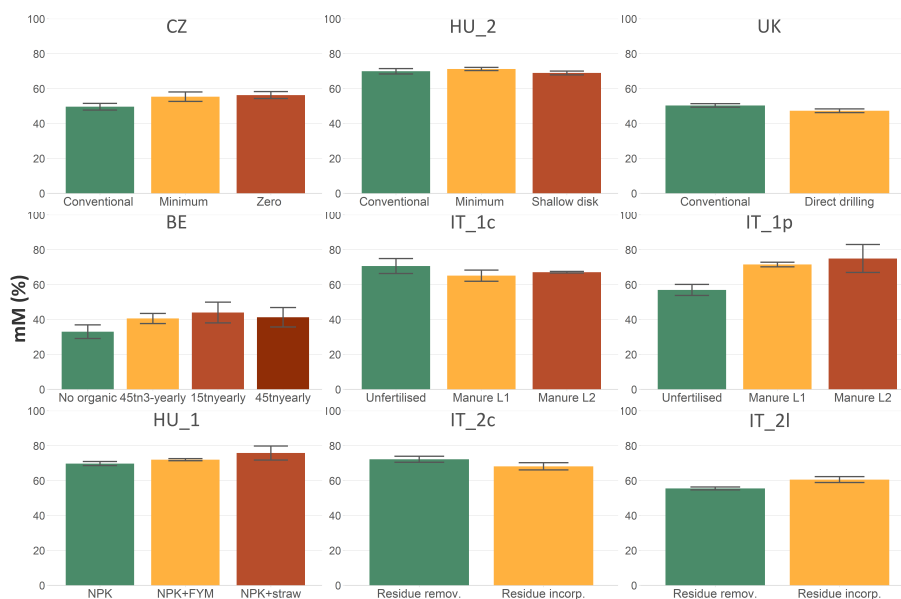 CZ
100
80
60
40
20
0
Conventional Minimum Zero
HU_2
100
80
60
40
20
0
Conventional Minimum Shallow disk
UK
100
80
60
40
20
0
Conventional Direct drilling
mM (%)
BE
100
80
60
40
20
0
No organic 45tn3-yearly 15tnyearly 45tnyearly
IT_1c
100
80
60
40
20
0
Unfertilised Manure L1 Manure L2
IT_1p
100
80
60
40
20
0
Unfertilised Manure L1 Manure L2
HU_1
100
80
60
40
20
0
NPK NPK+FYM NPK+straw
IT_2c
100
80
60
40
20
0
Residue remov. Residue incorp.
IT_2l
100
80
60
40
20
0
Residue remov. Residue incorp.